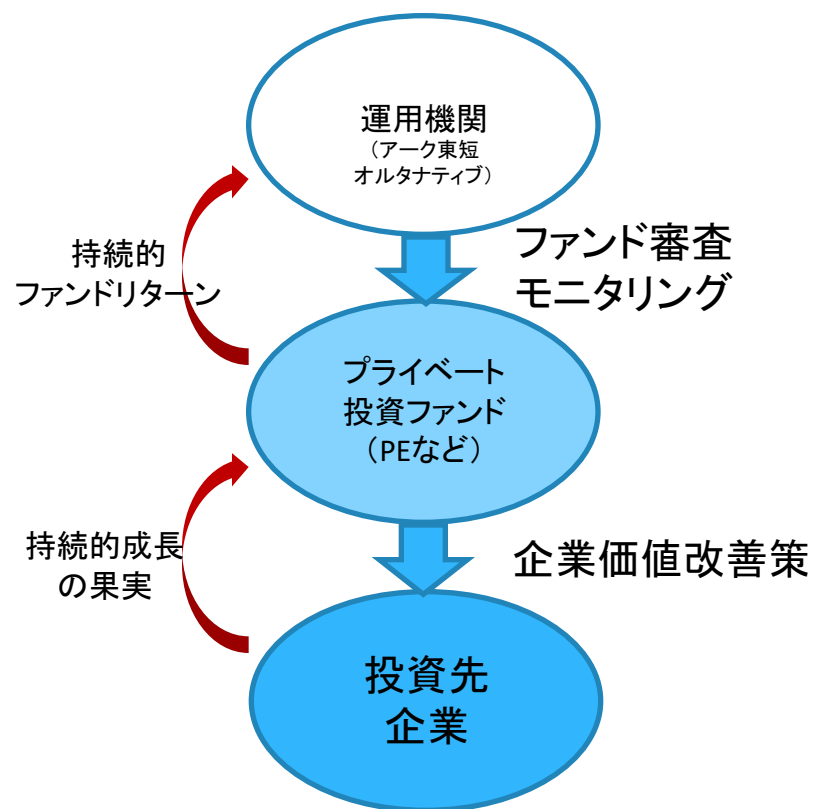 運用機関
（アーク東短
オルタナティブ）
ファンド審査
モニタリング
持続的
ファンドリターン
プライベート
投資ファンド
（PEなど）
企業価値改善策
持続的成長
の果実
投資先
企業